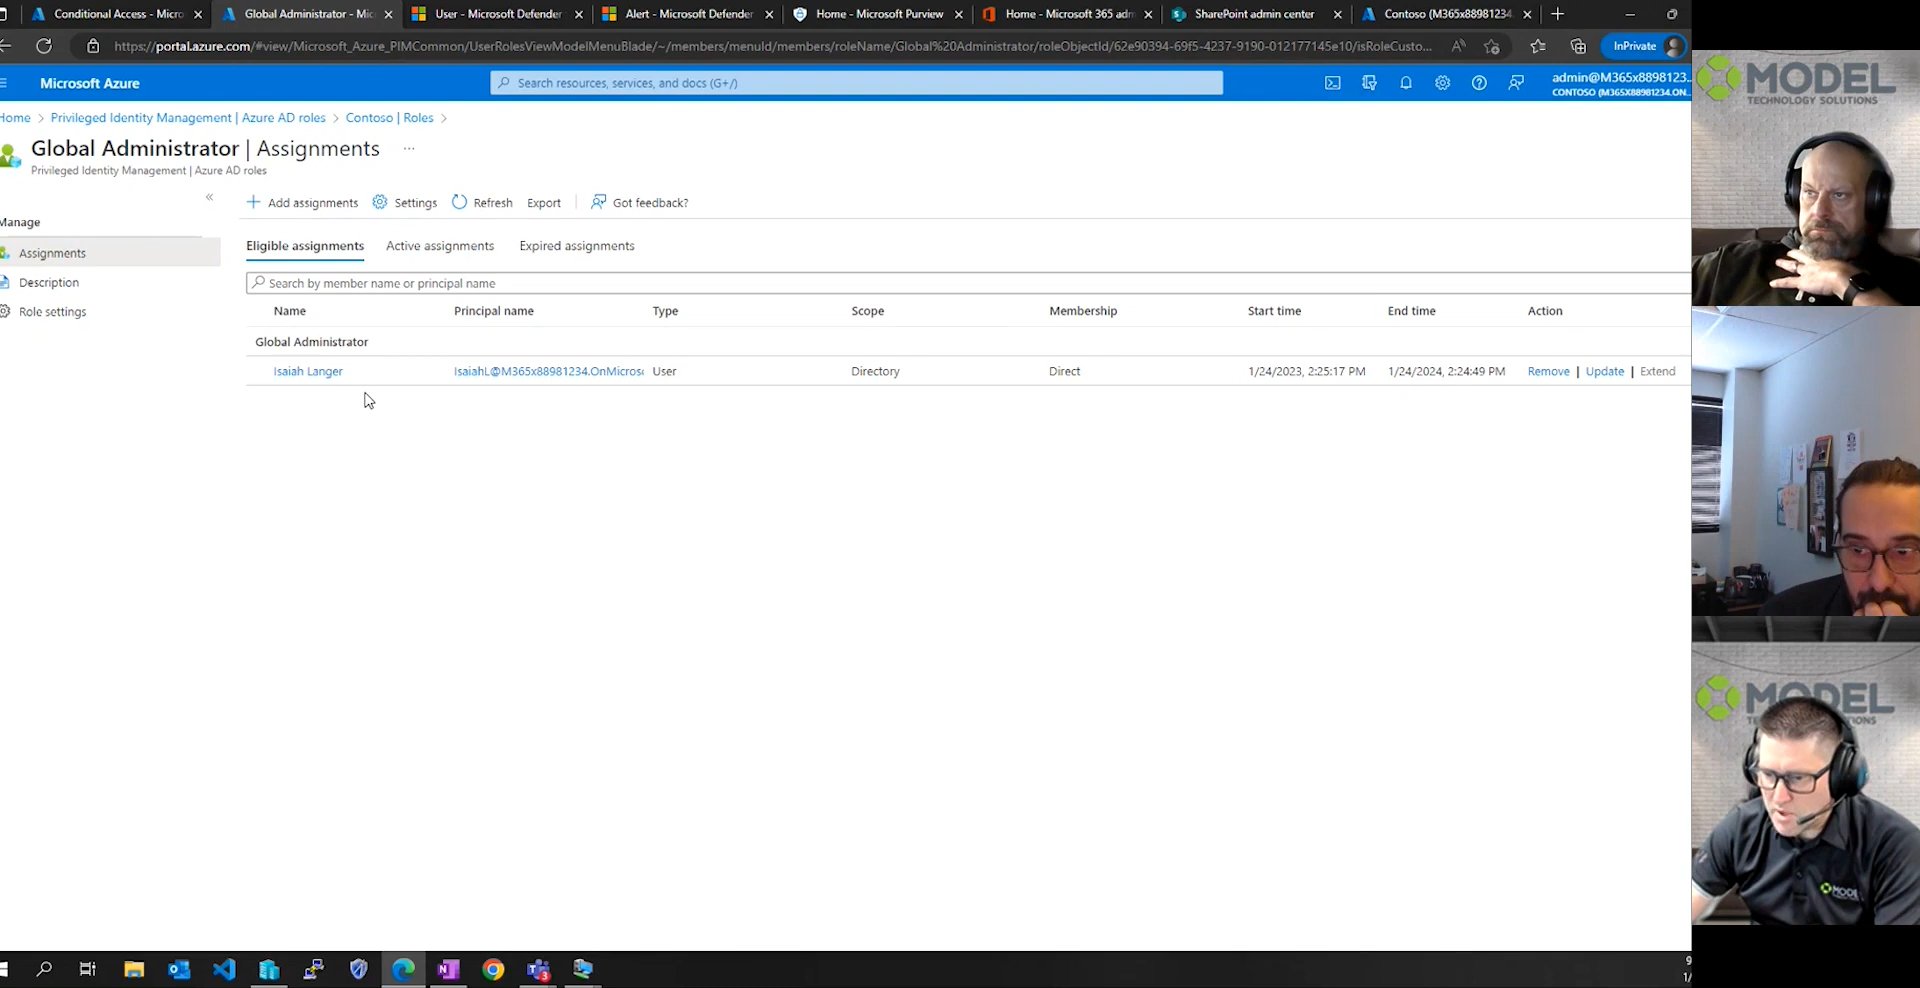 Conditional Access - Micro
Global Administrator - Mic
User - Microsoft Defender
Alert - Microsoft Defender
Home - Microsoft Purview
Home - Microsoft 365 adm
SharePoint admin center
Contoso (M365x88981234
https://portal.azure.com/#view/Microsoft_Azure_PIMCommon/UserRolesViewModelMenuBlade/~/members/menuId/members/roleName/Global%20Administrator/roleObjectId/62e90394-69f5-4237-9190-012177145e10/isRoleCusto...
InPrivate
Microsoft Azure
Search resources, services, and docs (G+/)
admin@M365x8898123...
CONTOSO (M365X88981234.ON...
Home > Privileged Identity Management | Azure AD roles > Contoso | Roles >
Global Administrator | Assignments ...
Privileged Identity Management | Azure AD roles
Manage
Assignments
Description
Role settings
Add assignments Settings Refresh Export Got feedback?
Eligible assignments Active assignments Expired assignments
Search by member name or principal name
Name Principal name Type Scope Membership Start time End time Action
Global Administrator
Isaiah Langer IsaiahL@M365x88981234.OnMicroso User Directory Direct 1/24/2023, 2:25:17 PM 1/24/2024, 2:24:49 PM Remove | Update | Extend
MODEL
TECHNOLOGY SOLUTIONS
MODEL
MODEL
3